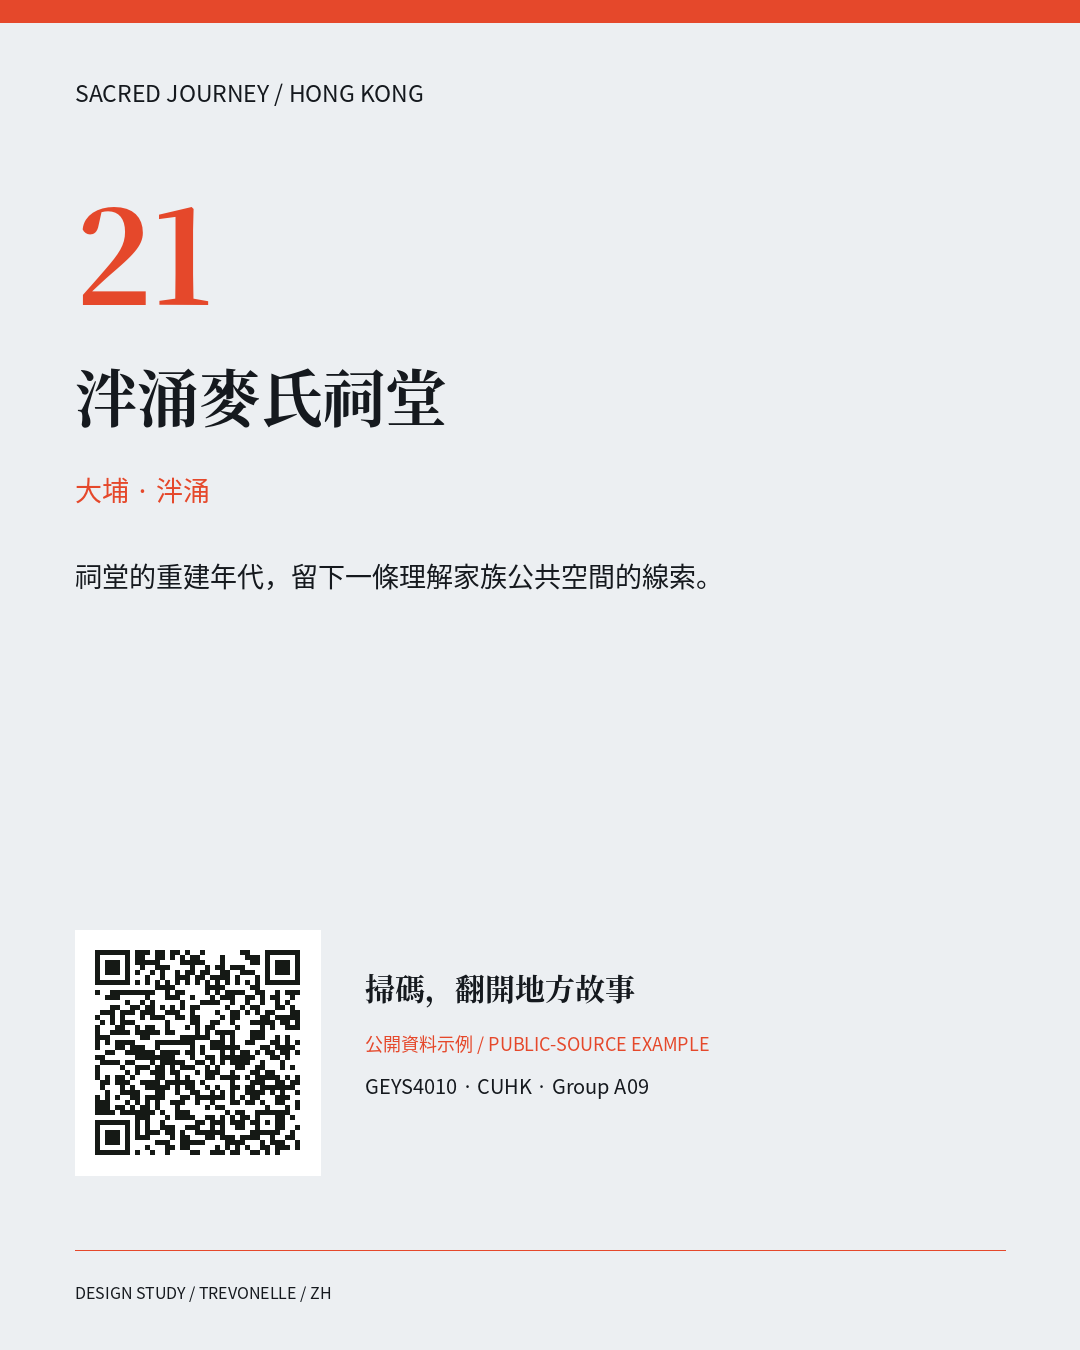 SACRED JOURNEY / HONG KONG
21
泮涌麥氏祠堂
大埔 · 泮涌
祠堂的重建年代，留下一條理解家族公共空間的線索。
掃碼，翻開地方故事
公開資料示例 / PUBLIC-SOURCE EXAMPLE
GEYS4010 · CUHK · Group A09
DESIGN STUDY / TREVONELLE / ZH